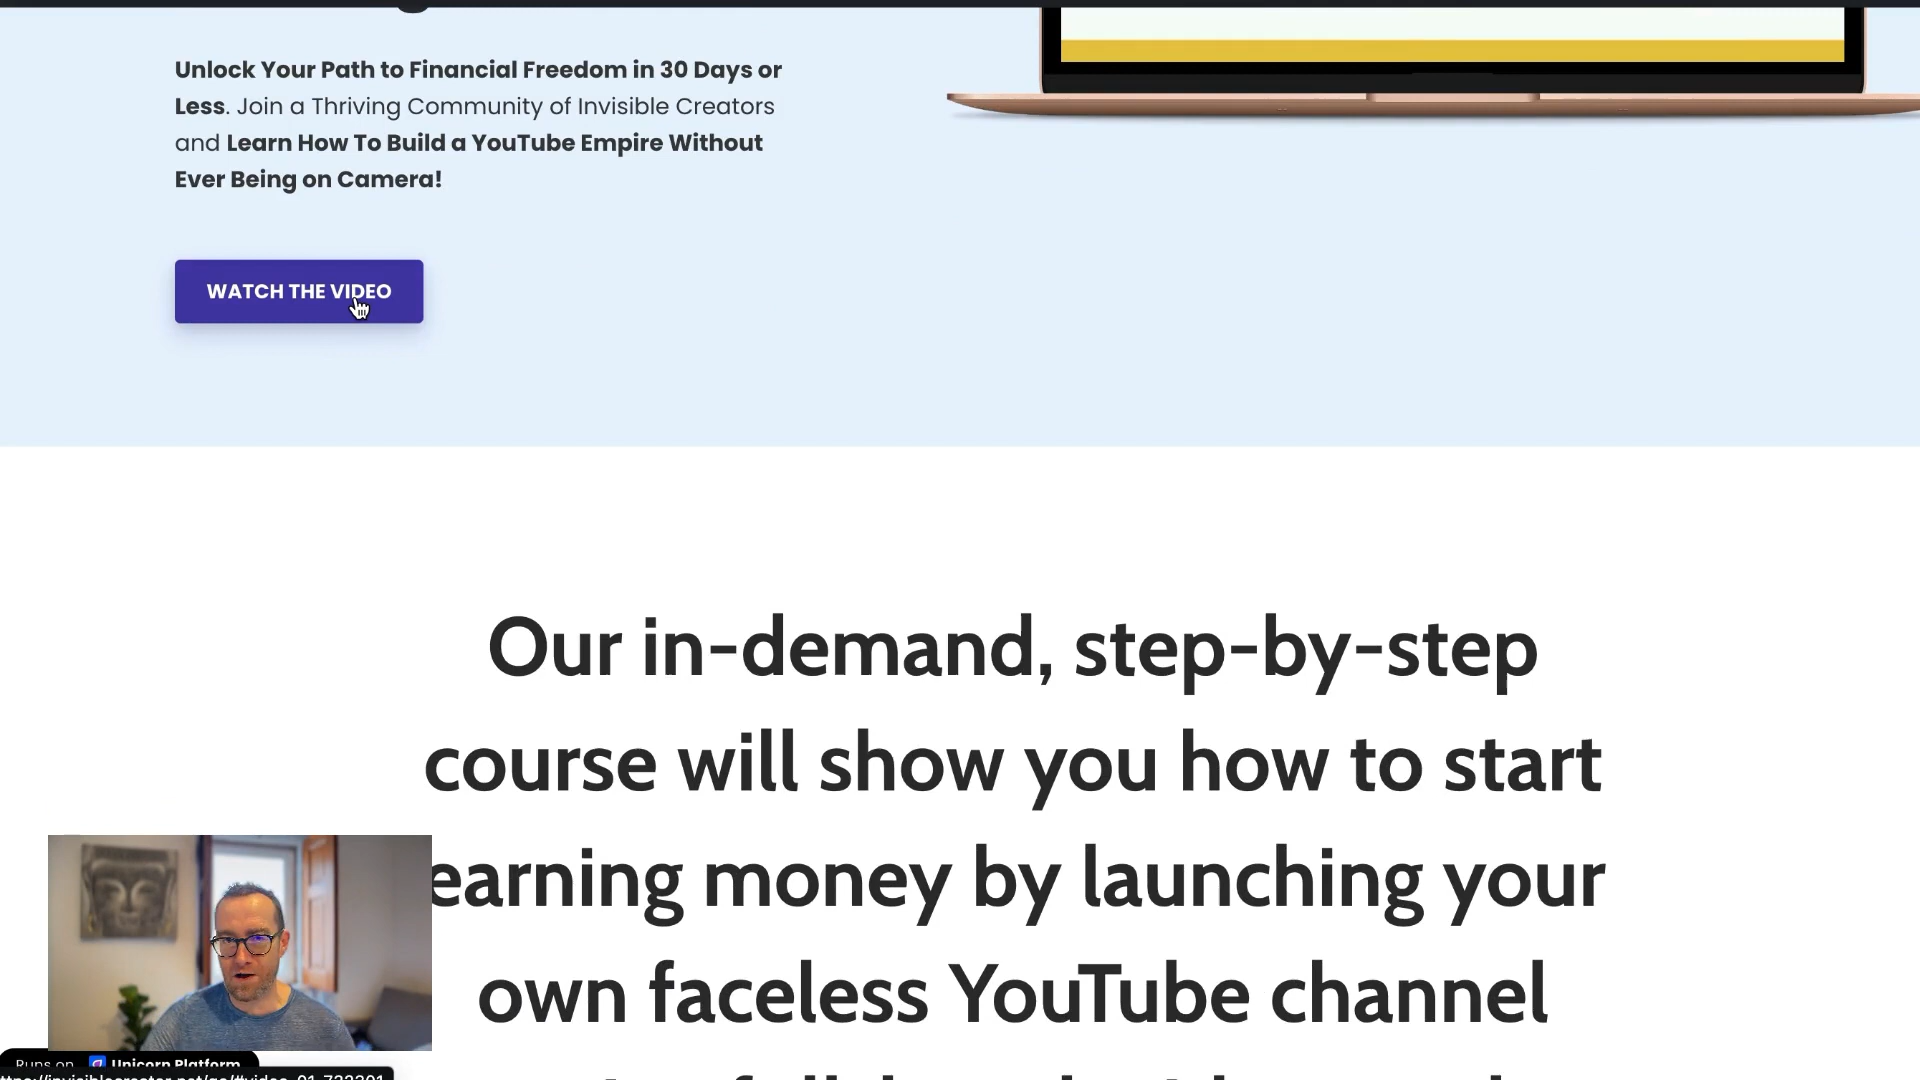 Unlock Your Path to Financial Freedom in 30 Days or
Less. Join a Thriving Community of Invisible Creators
and Learn How To Build a YouTube Empire Without
Ever Being on Camera!
WATCH THE VIDEO
Our in-demand, step-by-step
course will show you how to start
earning money by launching your
own faceless YouTube channel
Runs on Unicorn Platform